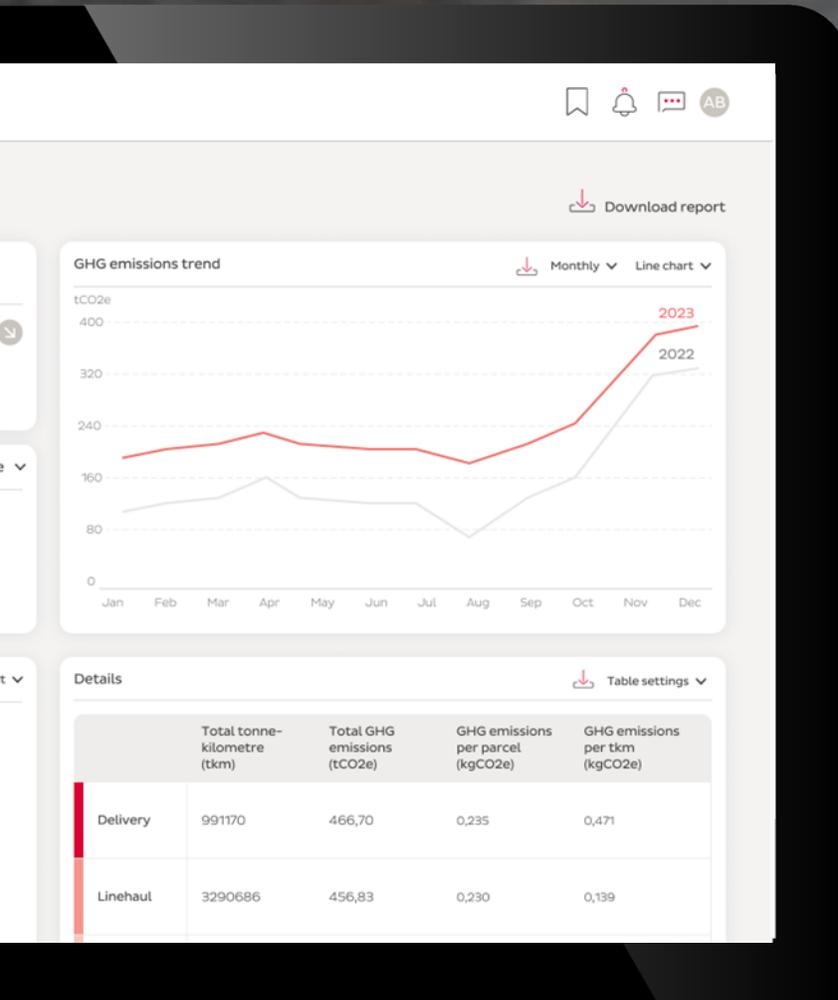 AB
Download report
GHG emissions trend
Monthly
Line chart
tCO2e
400
2023
2022
320
240
160
80
0
Jan Feb Mar Apr May Jun Jul Aug Sep Oct Nov Dec
e
t
Details
Table settings
Total tonne-
kilometre
(tkm)
Total GHG
emissions
(tCO2e)
GHG emissions
per parcel
(kgCO2e)
GHG emissions
per tkm
(kgCO2e)
Delivery 991170 466,70 0,235 0,471
Linehaul 3290686 456,83 0,230 0,139